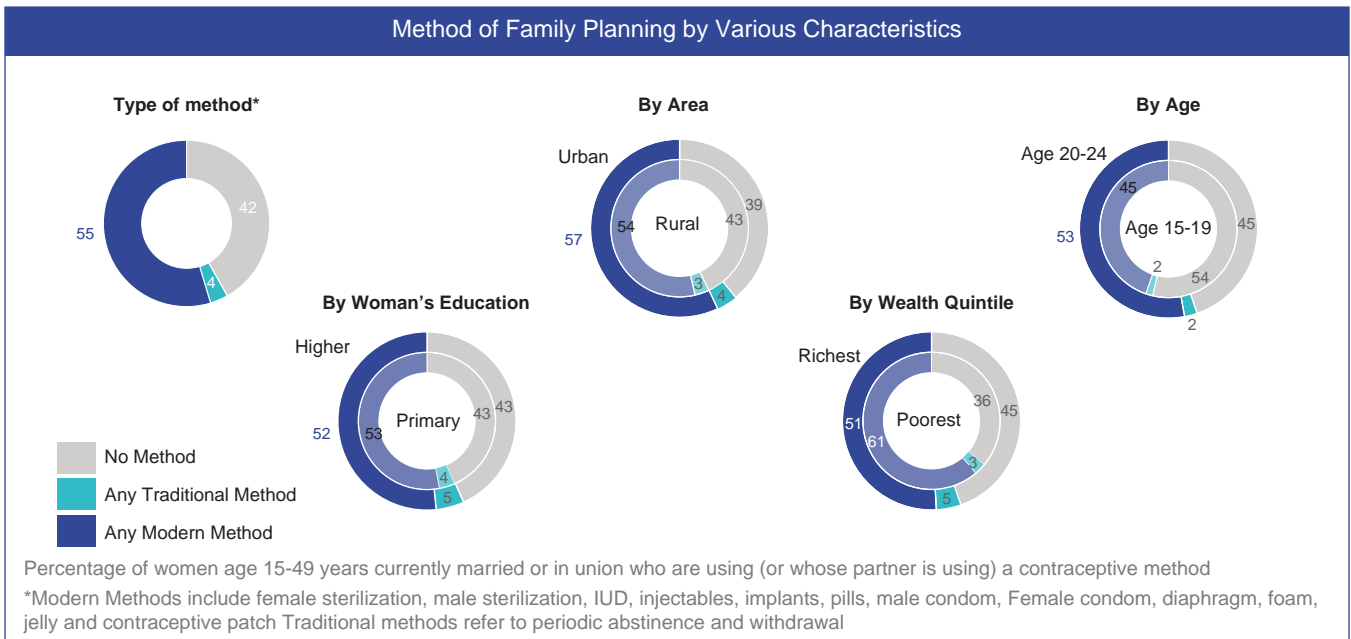 Method of Family Planning by Various Characteristics
Type of method*
42
4
55
By Area
Urban
Rural
39
43
54
57
3
4
By Age
Age 20-24
Age 15-19
45
45
53
2
54
2
By Woman's Education
Higher
Primary
43
43
52
53
4
5
By Wealth Quintile
Richest
Poorest
36
45
51
61
3
5
No Method
Any Traditional Method
Any Modern Method
Percentage of women age 15-49 years currently married or in union who are using (or whose partner is using) a contraceptive method
*Modern Methods include female sterilization, male sterilization, IUD, injectables, implants, pills, male condom, Female condom, diaphragm, foam,
jelly and contraceptive patch Traditional methods refer to periodic abstinence and withdrawal